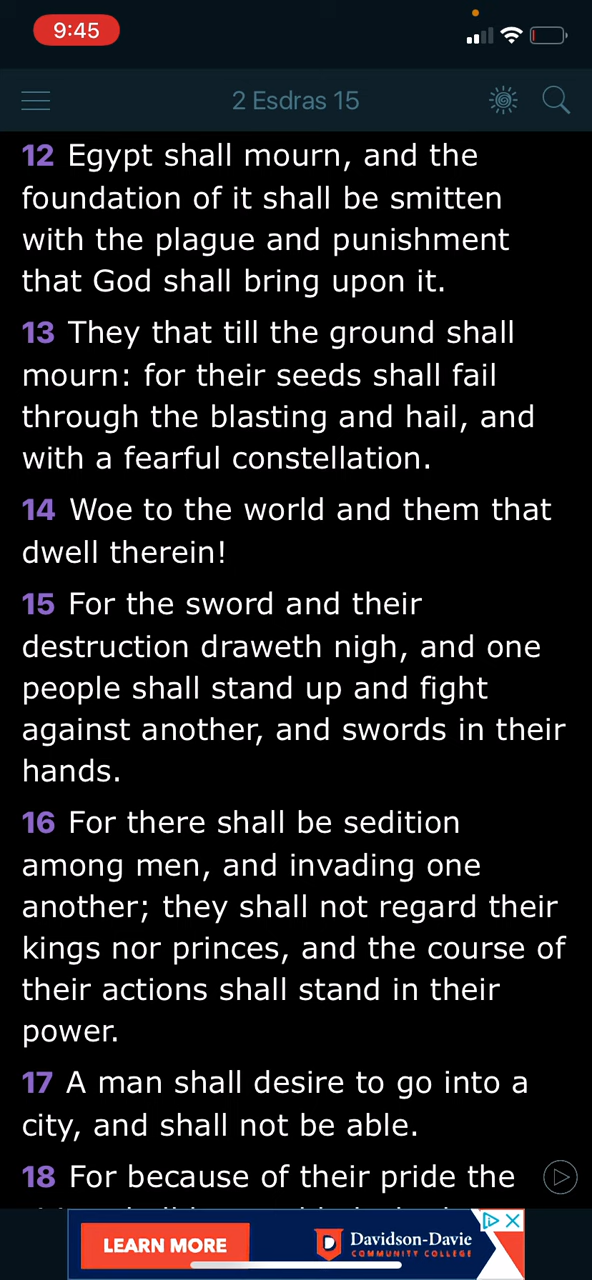 9:45
2 Esdras 15
12 Egypt shall mourn, and the
foundation of it shall be smitten
with the plague and punishment
that God shall bring upon it.
13 They that till the ground shall
mourn: for their seeds shall fail
through the blasting and hail, and
with a fearful constellation.
14 Woe to the world and them that
dwell therein!
15 For the sword and their
destruction draweth nigh, and one
people shall stand up and fight
against another, and swords in their
hands.
16 For there shall be sedition
among men, and invading one
another; they shall not regard their
kings nor princes, and the course of
their actions shall stand in their
power.
17 A man shall desire to go into a
city, and shall not be able.
18 For because of their pride the
LEARN MORE
Davidson-Davie
COMMUNITY COLLEGE